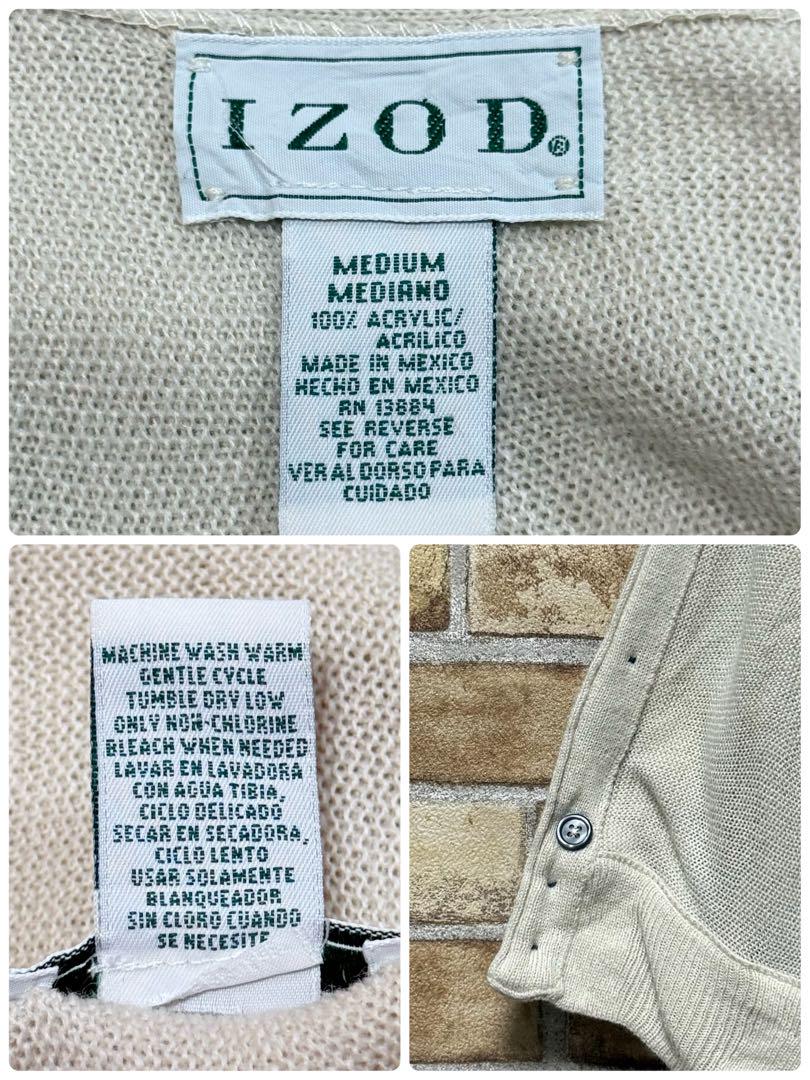 IZOD®
MEDIUM
MEDIANO
100% ACRYLIC/
ACRILICO
MADE IN MEXICO
HECHO EN MEXICO
RN 13884
SEE REVERSE
FOR CARE
VER AL DORSO PARA
CUIDADO
MACHINE WASH WARM
GENTLE CYCLE
TUMBLE DRY LOW
ONLY NON-CHLORINE
BLEACH WHEN NEEDED
LAVAR EN LAVADORA
CON AGUA TIBIA,
CICLO DELICADO
SECAR EN SECADORA,
CICLO LENTO
USAR SOLAMENTE
BLANQUEADOR
SIN CLORO CUANDO
SE NECESITE